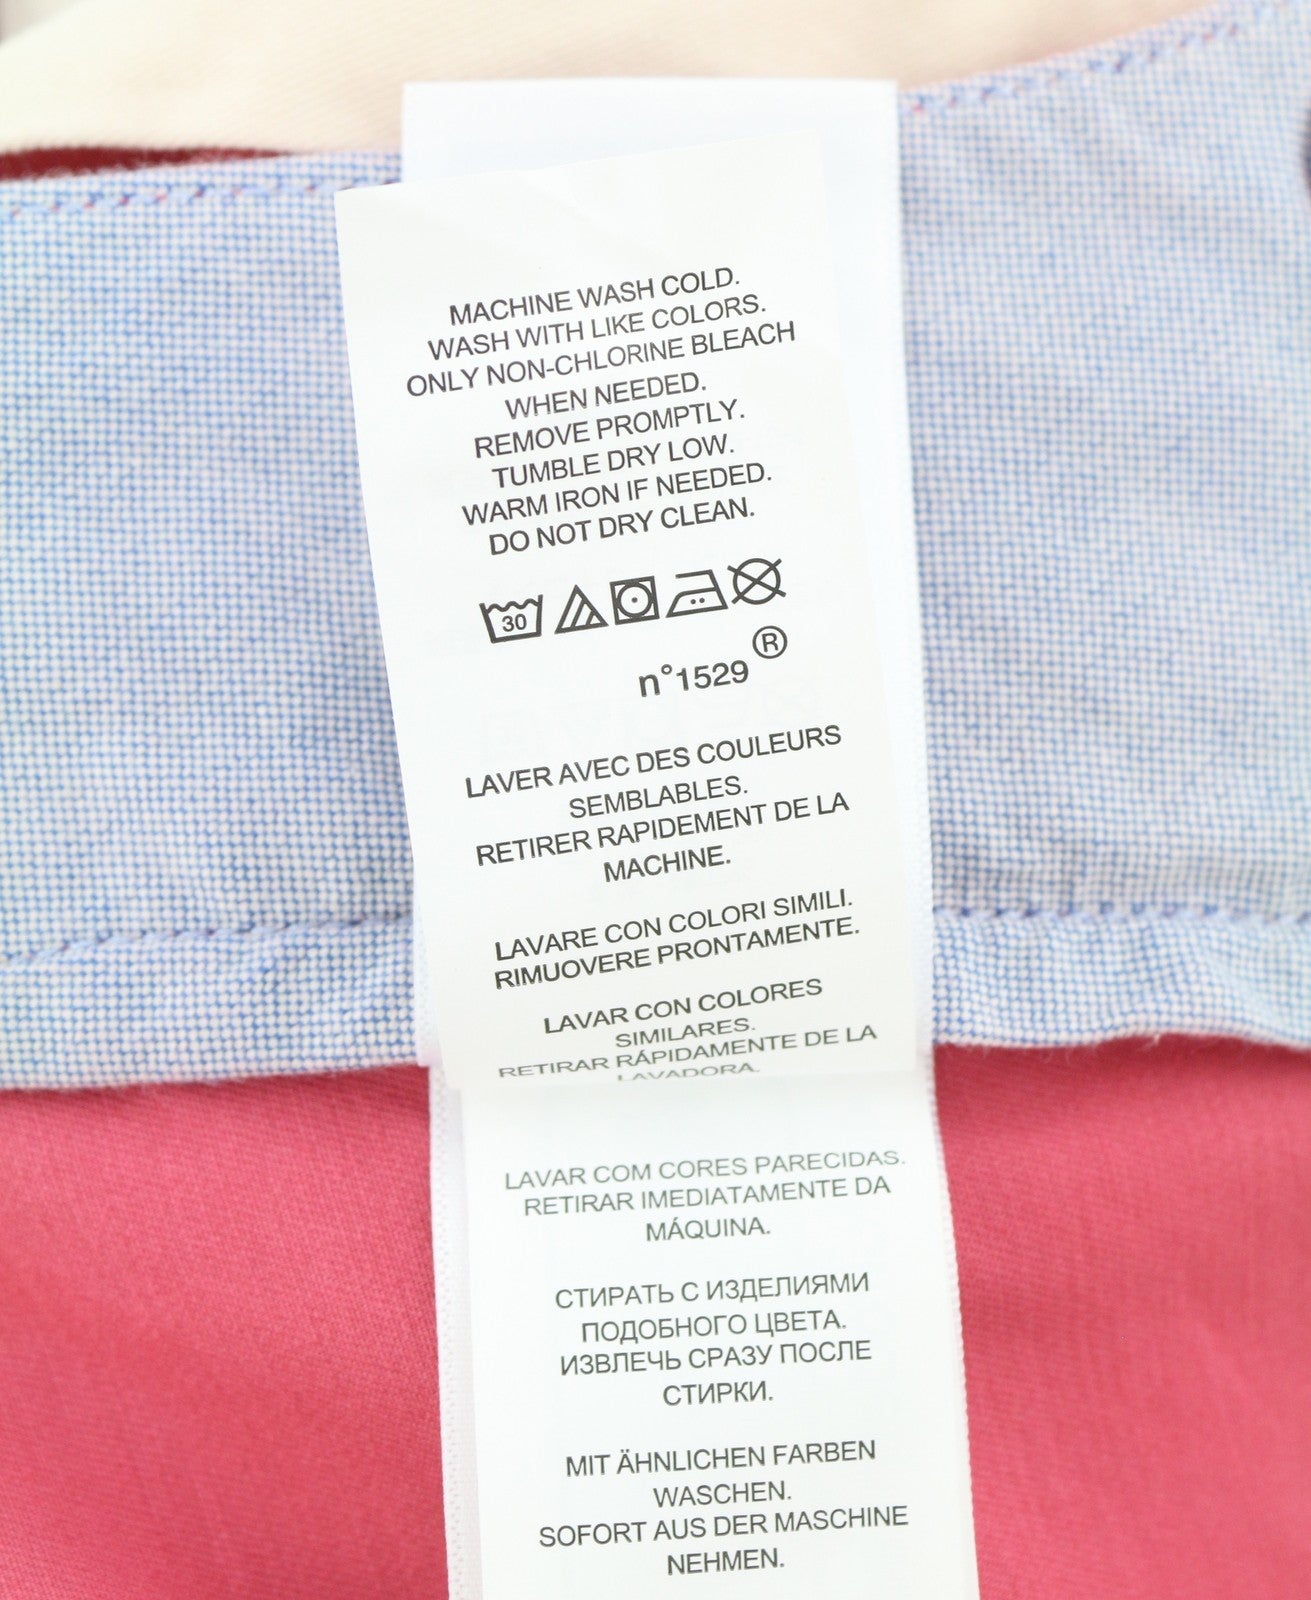 MACHINE WASH COLD.
WASH WITH LIKE COLORS.
ONLY NON-CHLORINE BLEACH
WHEN NEEDED.
REMOVE PROMPTLY.
TUMBLE DRY LOW.
WARM IRON IF NEEDED.
DO NOT DRY CLEAN.
30
n°1529 ®
LAVER AVEC DES COULEURS
SEMBLABLES.
RETIRER RAPIDEMENT DE LA
MACHINE.
LAVARE CON COLORI SIMILI.
RIMUOVERE PRONTAMENTE.
LAVAR CON COLORES
SIMILARES.
RETIRAR RÁPIDAMENTE DE LA
LAVADORA.
LAVAR COM CORES PARECIDAS.
RETIRAR IMEDIATAMENTE DA
MÁQUINA.
СТИРАТЬ С ИЗДЕЛИЯМИ
ПОДОБНОГО ЦВЕТА.
ИЗВЛЕЧЬ СРАЗУ ПОСЛЕ
СТИРКИ.
MIT ÄHNLICHEN FARBEN
WASCHEN.
SOFORT AUS DER MASCHINE
NEHMEN.